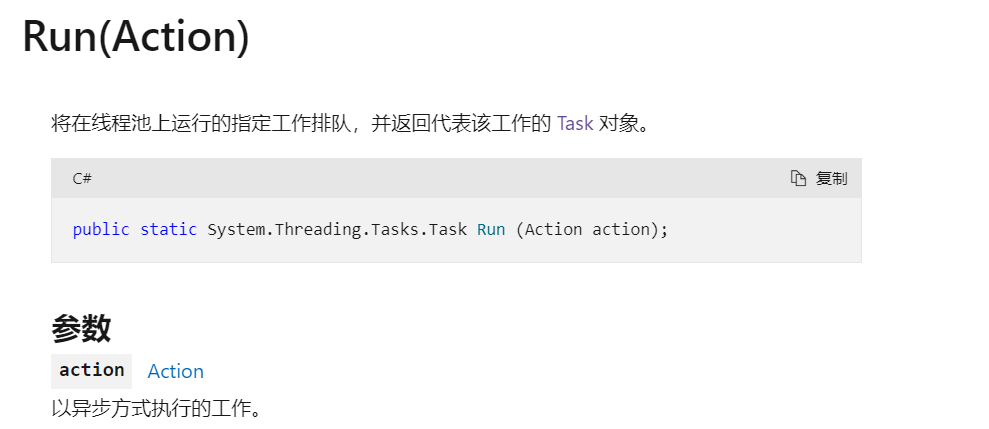 Run(Action)
将在线程池上运行的指定工作排队，并返回代表该工作的 Task 对象。
C# 复制
public static System.Threading.Tasks.Task Run (Action action);
参数
action Action
以异步方式执行的工作。